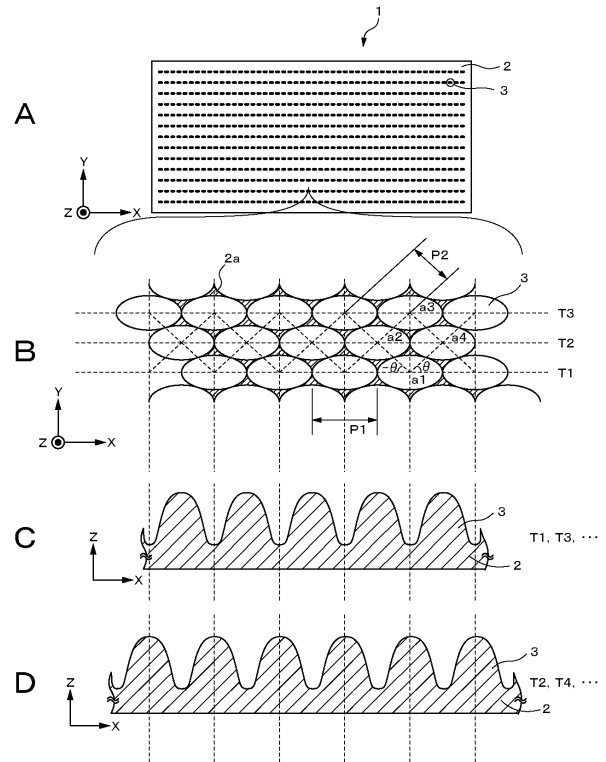 1
2
3
A
Y
Z
X
2a
P2
3
a3
T3
a2
a4
T2
B
-θ
θ
a1
T1
Y
Z
X
P1
C
Z
X
3
2
T1, T3, ･･･
D
Z
X
3
2
T2, T4, ･･･